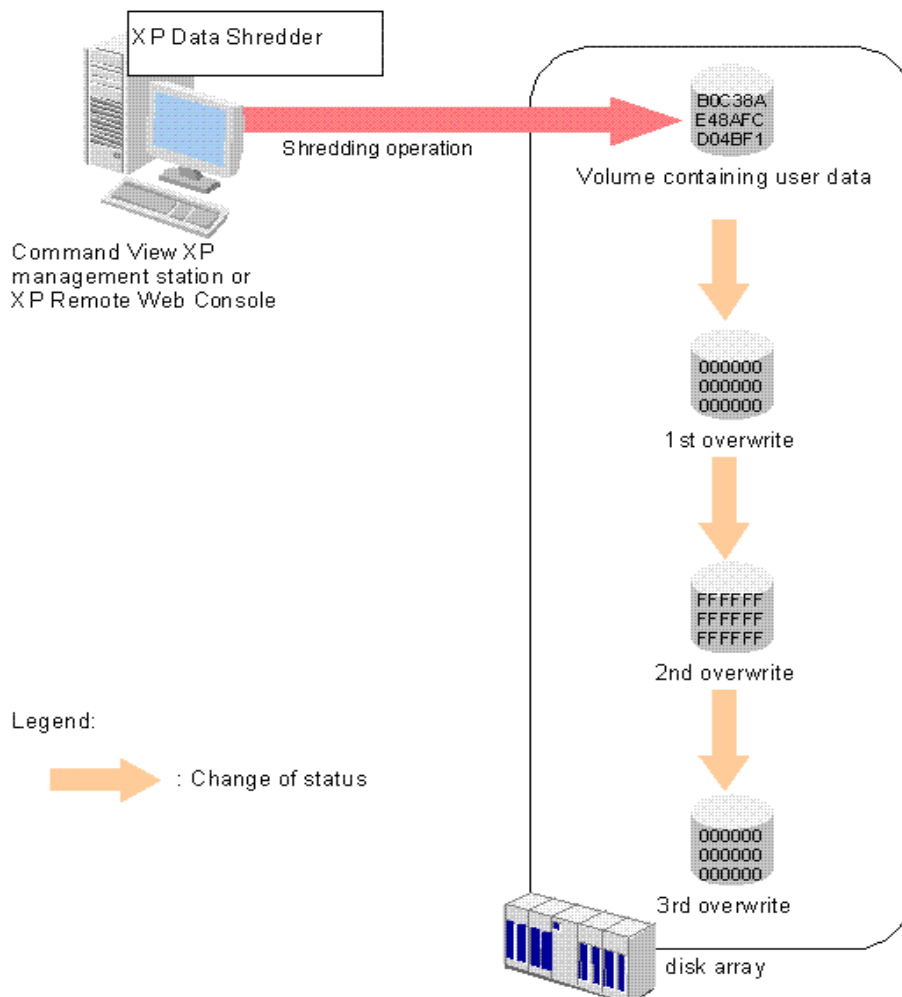 XP Data Shredder
Shredding operation
Command View XP
management station or
XP Remote Web Console
B0C38A
E48AFC
D04BF1
Volume containing user data
000000
000000
000000
1st overwrite
FFFFFF
FFFFFF
FFFFFF
2nd overwrite
000000
000000
000000
3rd overwrite
disk array
Legend:
: Change of status